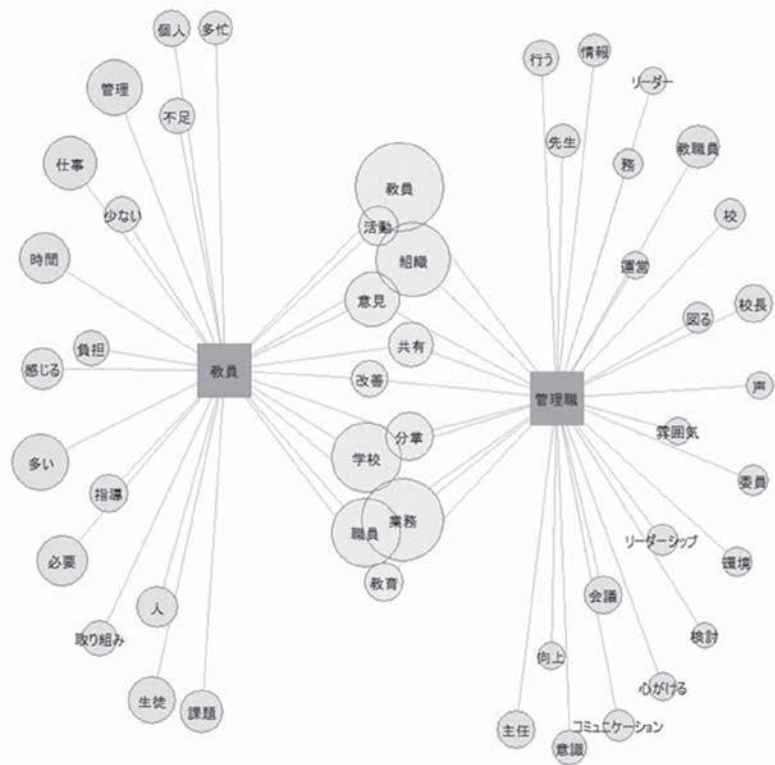 個人
多忙
管理
不足
仕事
少ない
時間
負担
感じる
教員
多い
指導
必要
人
取り組み
生徒
課題
教員
活動
組織
意見
共有
改善
分掌
学校
業務
職員
教育
行う
情報
リーダー
先生
務
教職員
校
運営
図る
校長
管理職
声
雰囲気
委員
リーダーシップ
環境
会議
検討
向上
心がける
主任
コミュニケーション
意識